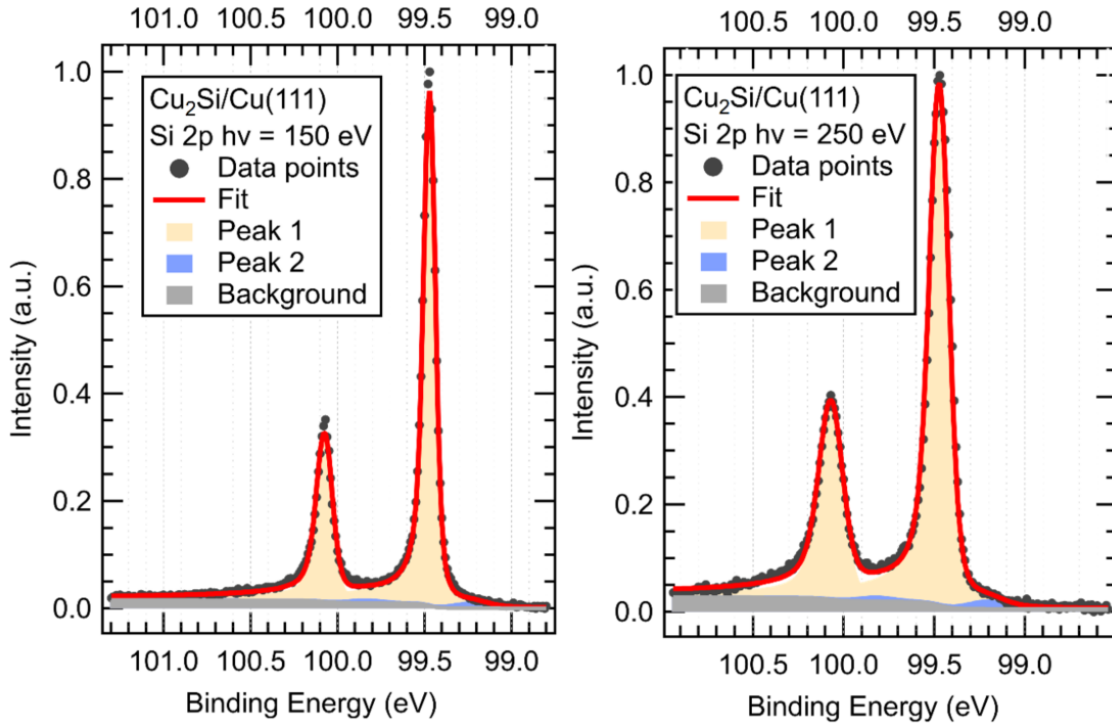 101.0 100.5 100.0 99.5 99.0
1.0
0.8
0.6
0.4
0.2
0.0
Intensity (a.u.)
Cu₂Si/Cu(111)
Si 2p hv = 150 eV
Data points
Fit
Peak 1
Peak 2
Background
101.0 100.5 100.0 99.5 99.0
Binding Energy (eV)
100.5 100.0 99.5 99.0
1.0
0.8
0.6
0.4
0.2
0.0
Intensity (a.u.)
Cu₂Si/Cu(111)
Si 2p hv = 250 eV
Data points
Fit
Peak 1
Peak 2
Background
100.5 100.0 99.5 99.0
Binding Energy (eV)